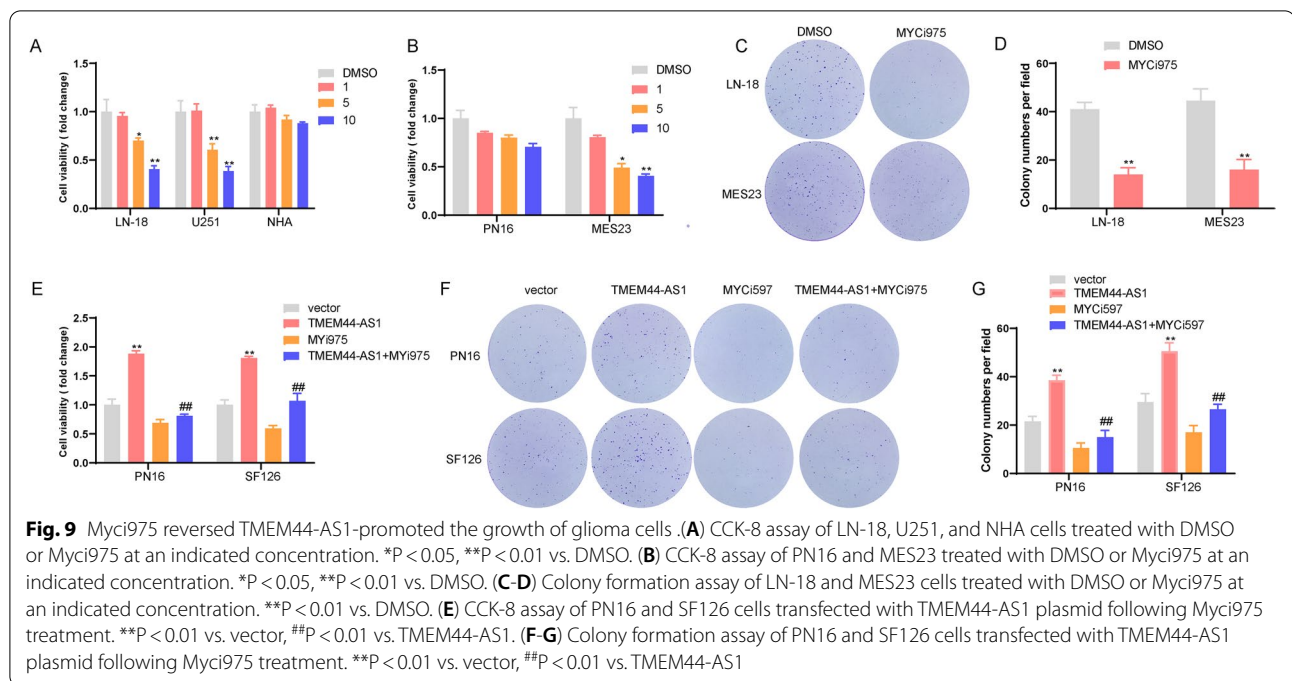 A
Cell viability ( fold change)
1.5
1.0
0.5
0.0
* ** ** **
LN-18 U251 NHA
DMSO
1
5
10
B
Cell viability ( fold change)
1.5
1.0
0.5
0.0
* **
PN16 MES23
DMSO
1
5
10
C
DMSO MYCi975
LN-18
MES23
D
Colony numbers per field
60
40
20
0
** **
LN-18 MES23
DMSO
MYCi975
E
Cell viability ( fold change)
2.5
2.0
1.5
1.0
0.5
0.0
** ## ** ##
PN16 SF126
vector
TMEM44-AS1
MYi975
TMEM44-AS1+MYi975
F
vector TMEM44-AS1 MYCi597 TMEM44-AS1+MYCi975
PN16
SF126
G
vector
TMEM44-AS1
MYCi597
TMEM44-AS1+MYCi597
Colony numbers per field
60
40
20
0
** ## ** ##
PN16 SF126
Fig. 9 Myci975 reversed TMEM44-AS1-promoted the growth of glioma cells .(A) CCK-8 assay of LN-18, U251, and NHA cells treated with DMSO
or Myci975 at an indicated concentration. *P < 0.05, **P < 0.01 vs. DMSO. (B) CCK-8 assay of PN16 and MES23 treated with DMSO or Myci975 at an
indicated concentration. *P < 0.05, **P < 0.01 vs. DMSO. (C-D) Colony formation assay of LN-18 and MES23 cells treated with DMSO or Myci975 at
an indicated concentration. **P < 0.01 vs. DMSO. (E) CCK-8 assay of PN16 and SF126 cells transfected with TMEM44-AS1 plasmid following Myci975
treatment. **P < 0.01 vs. vector, ##P < 0.01 vs. TMEM44-AS1. (F-G) Colony formation assay of PN16 and SF126 cells transfected with TMEM44-AS1
plasmid following Myci975 treatment. **P < 0.01 vs. vector, ##P < 0.01 vs. TMEM44-AS1